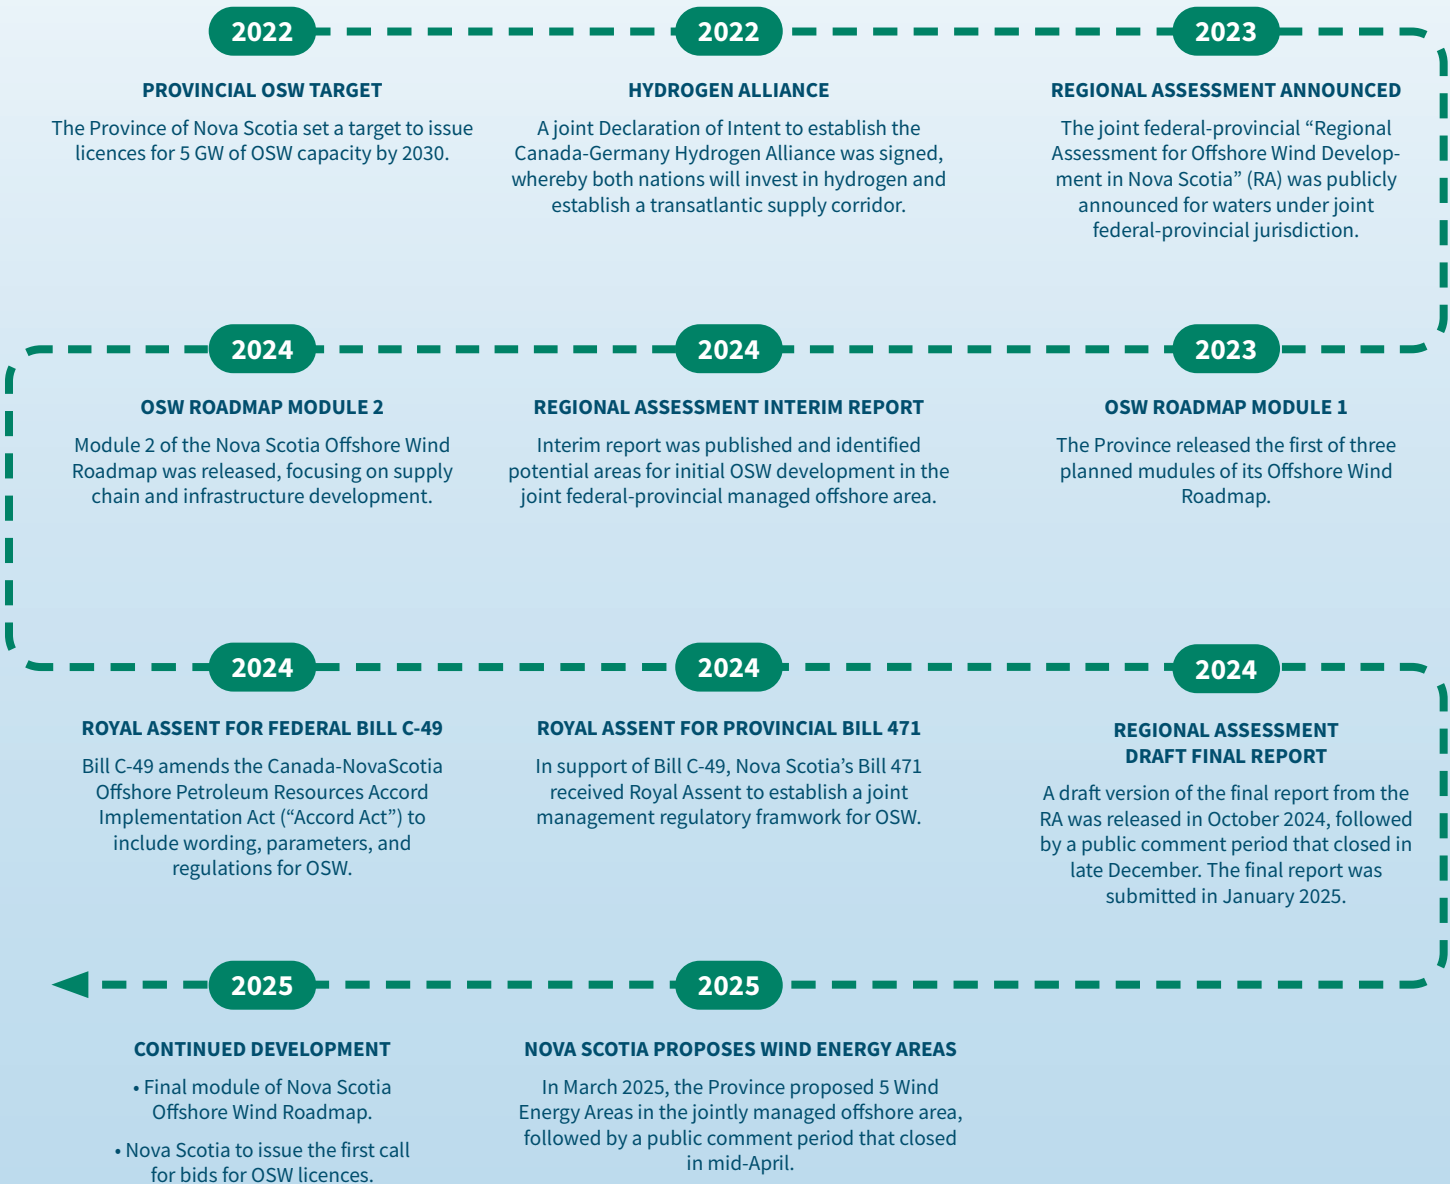 2022
PROVINCIAL OSW TARGET
The Province of Nova Scotia set a target to issue
licences for 5 GW of OSW capacity by 2030.
2022
HYDROGEN ALLIANCE
A joint Declaration of Intent to establish the
Canada-Germany Hydrogen Alliance was signed,
whereby both nations will invest in hydrogen and
establish a transatlantic supply corridor.
2023
REGIONAL ASSESSMENT ANNOUNCED
The joint federal-provincial “Regional
Assessment for Offshore Wind Develop-
ment in Nova Scotia” (RA) was publicly
announced for waters under joint
federal-provincial jurisdiction.
2023
OSW ROADMAP MODULE 1
The Province released the first of three
planned mudules of its Offshore Wind
Roadmap.
2024
REGIONAL ASSESSMENT INTERIM REPORT
Interim report was published and identified
potential areas for initial OSW development in the
joint federal-provincial managed offshore area.
2024
OSW ROADMAP MODULE 2
Module 2 of the Nova Scotia Offshore Wind
Roadmap was released, focusing on supply
chain and infrastructure development.
2024
ROYAL ASSENT FOR FEDERAL BILL C-49
Bill C-49 amends the Canada-NovaScotia
Offshore Petroleum Resources Accord
Implementation Act (“Accord Act”) to
include wording, parameters, and
regulations for OSW.
2024
ROYAL ASSENT FOR PROVINCIAL BILL 471
In support of Bill C-49, Nova Scotia’s Bill 471
received Royal Assent to establish a joint
management regulatory framwork for OSW.
2024
REGIONAL ASSESSMENT
DRAFT FINAL REPORT
A draft version of the final report from the
RA was released in October 2024, followed
by a public comment period that closed in
late December. The final report was
submitted in January 2025.
2025
NOVA SCOTIA PROPOSES WIND ENERGY AREAS
In March 2025, the Province proposed 5 Wind
Energy Areas in the jointly managed offshore area,
followed by a public comment period that closed
in mid-April.
2025
CONTINUED DEVELOPMENT
• Final module of Nova Scotia
Offshore Wind Roadmap.
• Nova Scotia to issue the first call
for bids for OSW licences.